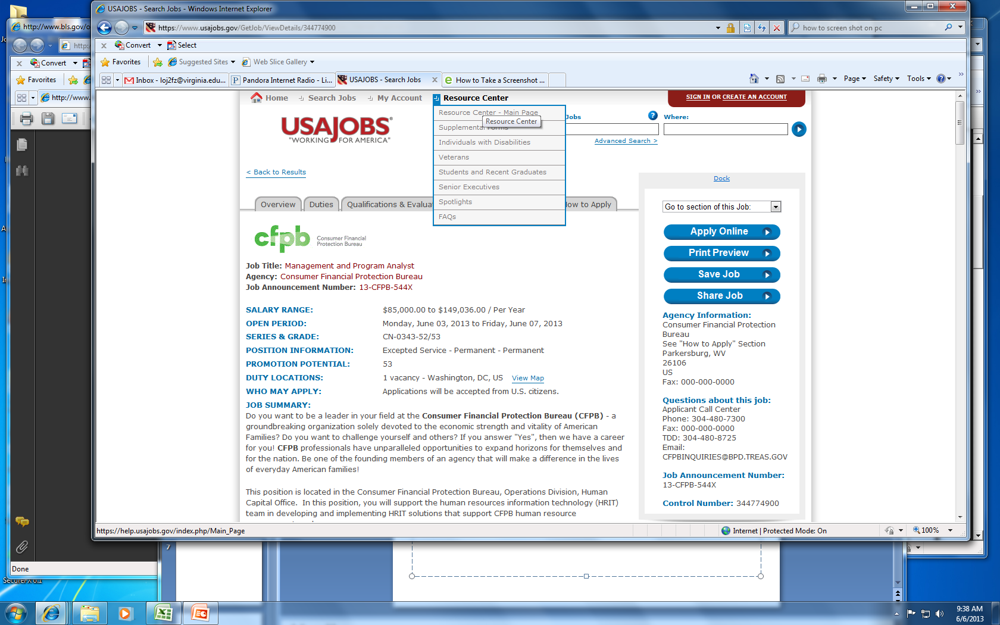 USAJOBS - Search Jobs - Windows Internet Explorer
http://www.bls.gov/o
https://www.usajobs.gov/GetJob/ViewDetails/344774900
how to screen shot on pc
http:
Convert
Select
Convert
Favorites
Suggested Sites
Web Slice Gallery
Favorites
Inbox - loj2fz@virginia.edu...
Pandora Internet Radio - Li...
USAJOBS - Search Jobs
How to Take a Screenshot ...
Page
Safety
Tools
http://www.
Home
Search Jobs
My Account
Resource Center
SIGN IN OR CREATE AN ACCOUNT
Resource Center - Main Page
Resource Center
Supplemental Forms
Individuals with Disabilities
Veterans
Students and Recent Graduates
Senior Executives
Spotlights
FAQs
USAJOBS
"WORKING FOR AMERICA"
Jobs
Where:
Advanced Search >
< Back to Results
Dock
Overview
Duties
Qualifications & Evaluat
ow to Apply
Go to section of this Job:
Apply Online
Print Preview
Save Job
Share Job
cfpb
Consumer Financial
Protection Bureau
Job Title: Management and Program Analyst
Agency: Consumer Financial Protection Bureau
Job Announcement Number: 13-CFPB-544X
SALARY RANGE: $85,000.00 to $149,036.00 / Per Year
OPEN PERIOD: Monday, June 03, 2013 to Friday, June 07, 2013
SERIES & GRADE: CN-0343-52/53
POSITION INFORMATION: Excepted Service - Permanent - Permanent
PROMOTION POTENTIAL: 53
DUTY LOCATIONS: 1 vacancy - Washington, DC, US View Map
WHO MAY APPLY: Applications will be accepted from U.S. citizens.
JOB SUMMARY:
Do you want to be a leader in your field at the Consumer Financial Protection Bureau (CFPB) - a
groundbreaking organization solely devoted to the economic strength and vitality of American
Families? Do you want to challenge yourself and others? If you answer "Yes", then we have a career
for you! CFPB professionals have unparalleled opportunities to expand horizons for themselves and
for the nation. Be one of the founding members of an agency that will make a difference in the lives
of everyday American families!
This position is located in the Consumer Financial Protection Bureau, Operations Division, Human
Capital Office. In this position, you will support the human resources information technology (HRIT)
team in developing and implementing HRIT solutions that support CFPB human resource
Agency Information:
Consumer Financial Protection
Bureau
See "How to Apply" Section
Parkersburg, WV
26106
US
Fax: 000-000-0000
Questions about this job:
Applicant Call Center
Phone: 304-480-7300
Fax: 000-000-0000
TDD: 304-480-8725
Email:
CFPBINQUIRIES@BPD.TREAS.GOV
Job Announcement Number:
13-CFPB-544X
Control Number: 344774900
https://help.usajobs.gov/index.php/Main_Page
Internet | Protected Mode: On
100%
7
Done
SecureFX 6.1
9:38 AM
6/6/2013